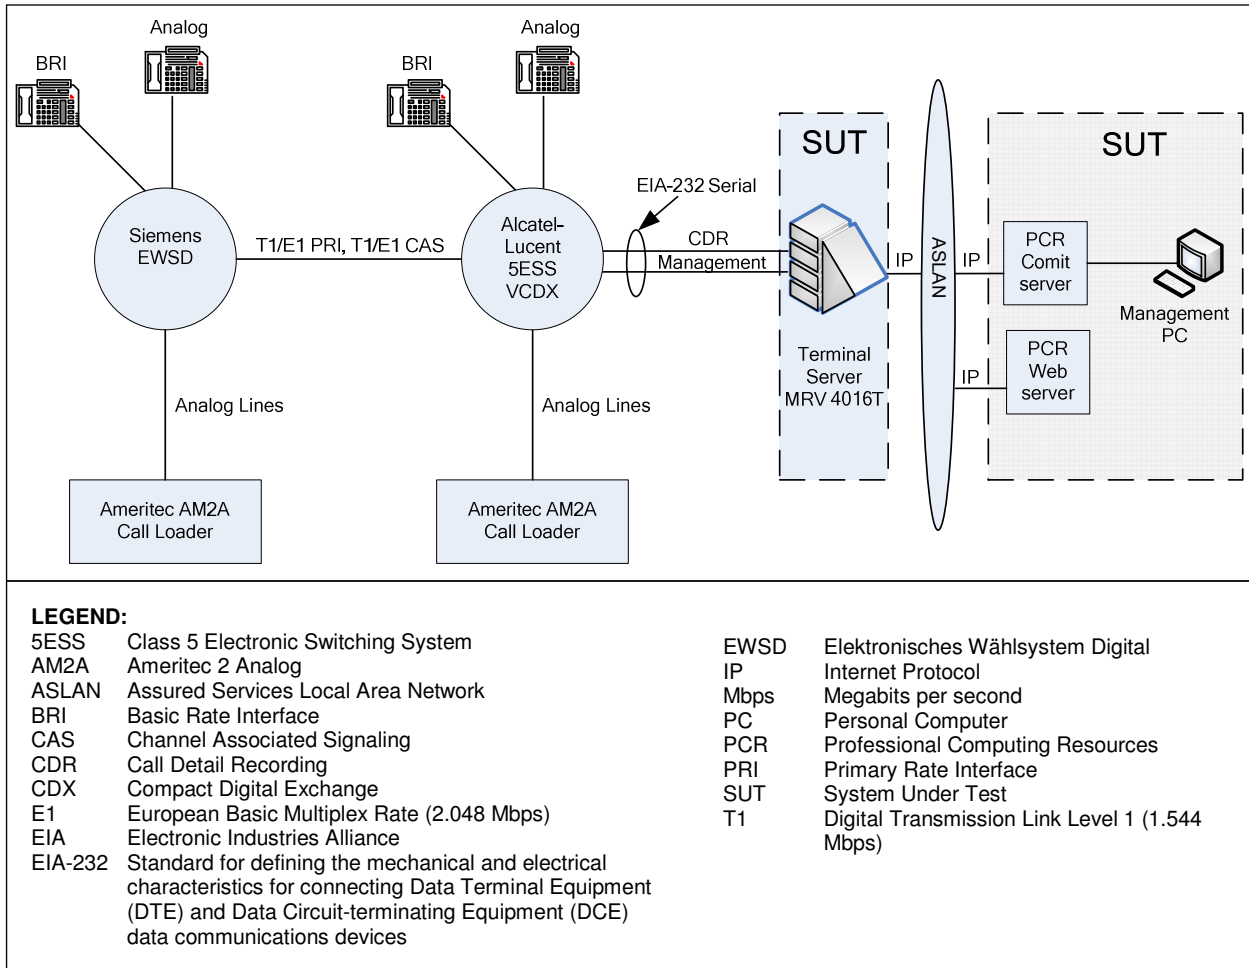 Analog
BRI
Analog
BRI
Siemens
EWSD
T1/E1 PRI, T1/E1 CAS
Alcatel-
Lucent
5ESS
VCDX
EIA-232 Serial
CDR
Management
SUT
Terminal
Server
MRV 4016T
IP
ASLAN
IP
IP
SUT
PCR
Comit
server
Management
PC
PCR
Web
server
Analog Lines
Analog Lines
Ameritec AM2A
Call Loader
Ameritec AM2A
Call Loader
LEGEND:
5ESS Class 5 Electronic Switching System
AM2A Ameritec 2 Analog
ASLAN Assured Services Local Area Network
BRI Basic Rate Interface
CAS Channel Associated Signaling
CDR Call Detail Recording
CDX Compact Digital Exchange
E1 European Basic Multiplex Rate (2.048 Mbps)
EIA Electronic Industries Alliance
EIA-232 Standard for defining the mechanical and electrical
characteristics for connecting Data Terminal Equipment
(DTE) and Data Circuit-terminating Equipment (DCE)
data communications devices
EWSD Elektronisches Wählsystem Digital
IP Internet Protocol
Mbps Megabits per second
PC Personal Computer
PCR Professional Computing Resources
PRI Primary Rate Interface
SUT System Under Test
T1 Digital Transmission Link Level 1 (1.544
Mbps)